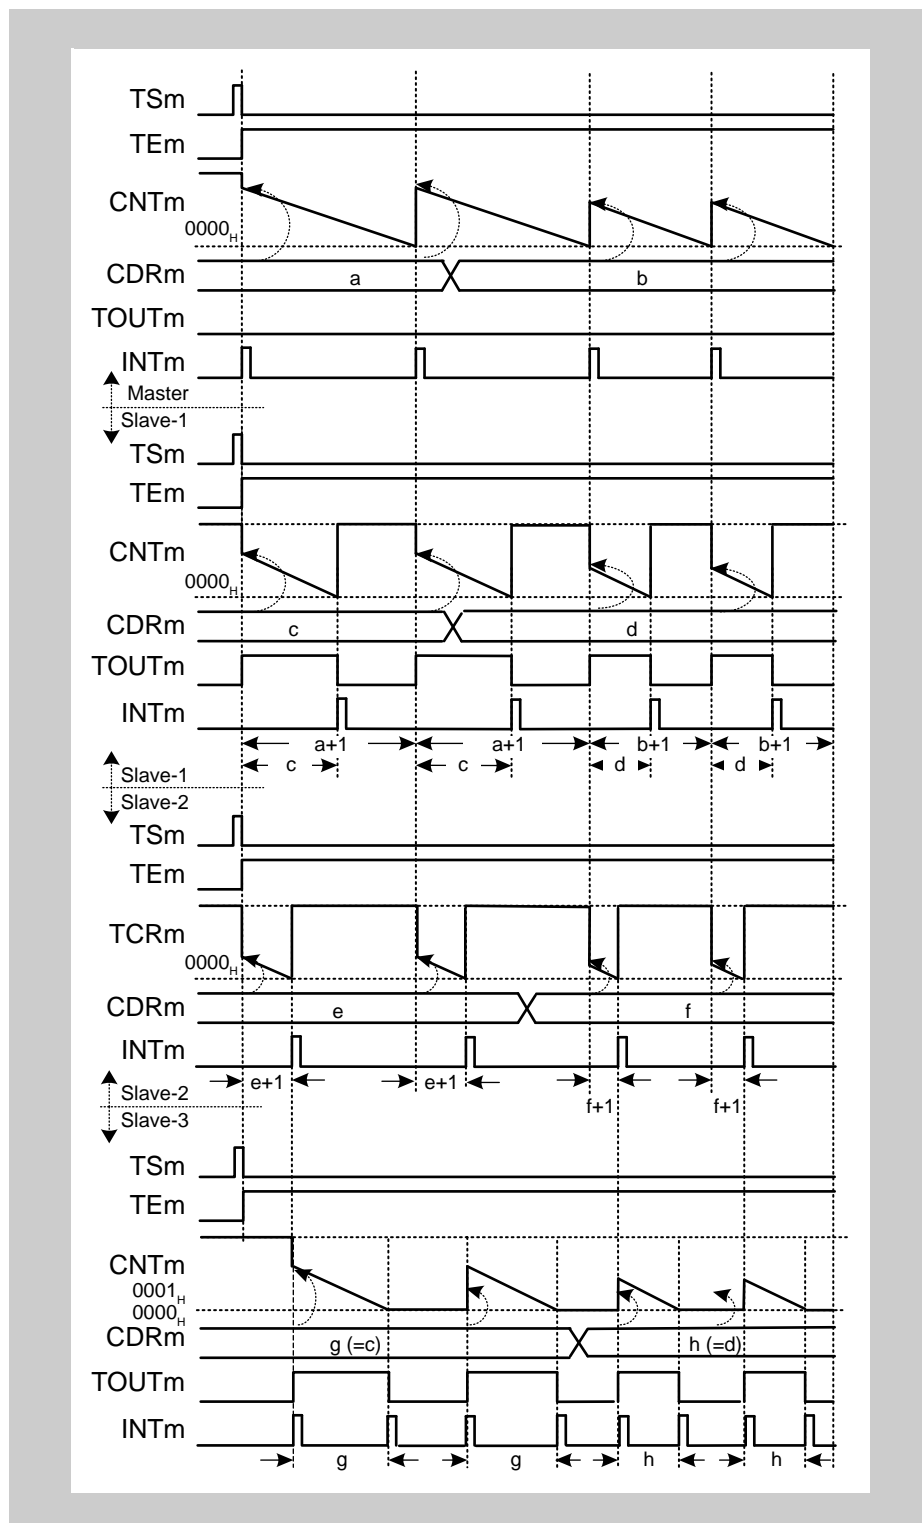 TSm
TEm
CNTm
0000H
CDRm
a b
TOUTm
INTm
Master
Slave-1
TSm
TEm
CNTm
0000H
CDRm
c d
TOUTm
INTm
a+1 a+1 b+1 b+1
c c d d
Slave-1
Slave-2
TSm
TEm
TCRm
0000H
CDRm
e f
INTm
e+1 e+1
f+1 f+1
Slave-2
Slave-3
TSm
TEm
CNTm
0001H
0000H
CDRm
g (=c) h (=d)
TOUTm
INTm
g g h h